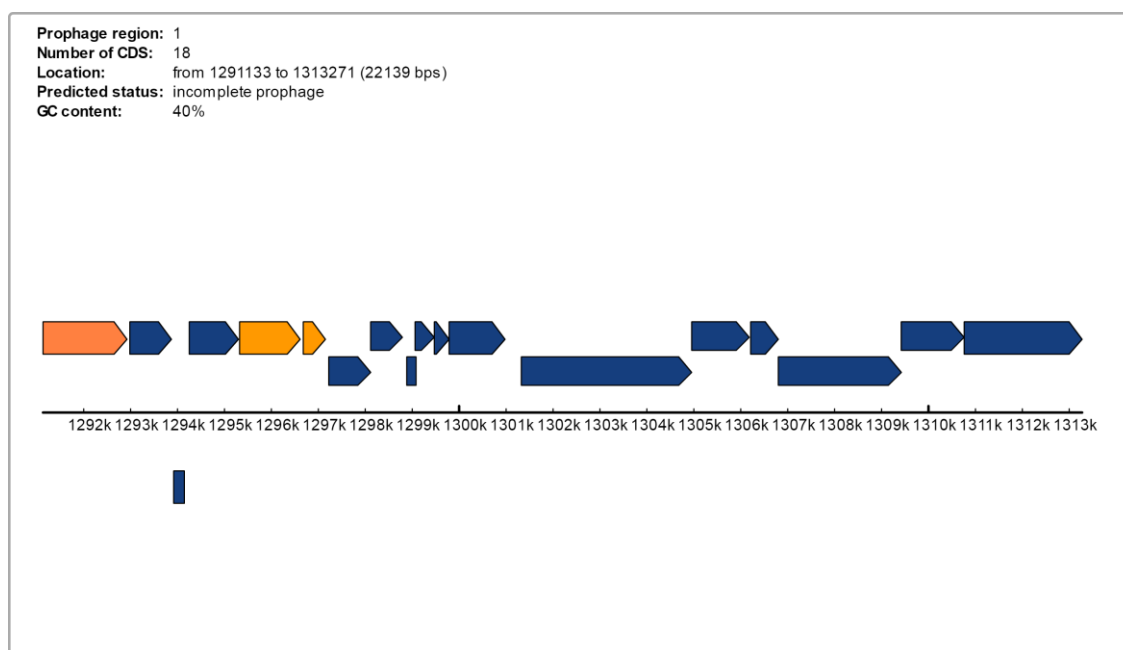 Prophage region: 1
Number of CDS: 18
Location: from 1291133 to 1313271 (22139 bps)
Predicted status: incomplete prophage
GC content: 40%
1292k 1293k 1294k 1295k 1296k 1297k 1298k 1299k 1300k 1301k 1302k 1303k 1304k 1305k 1306k 1307k 1308k 1309k 1310k 1311k 1312k 1313k